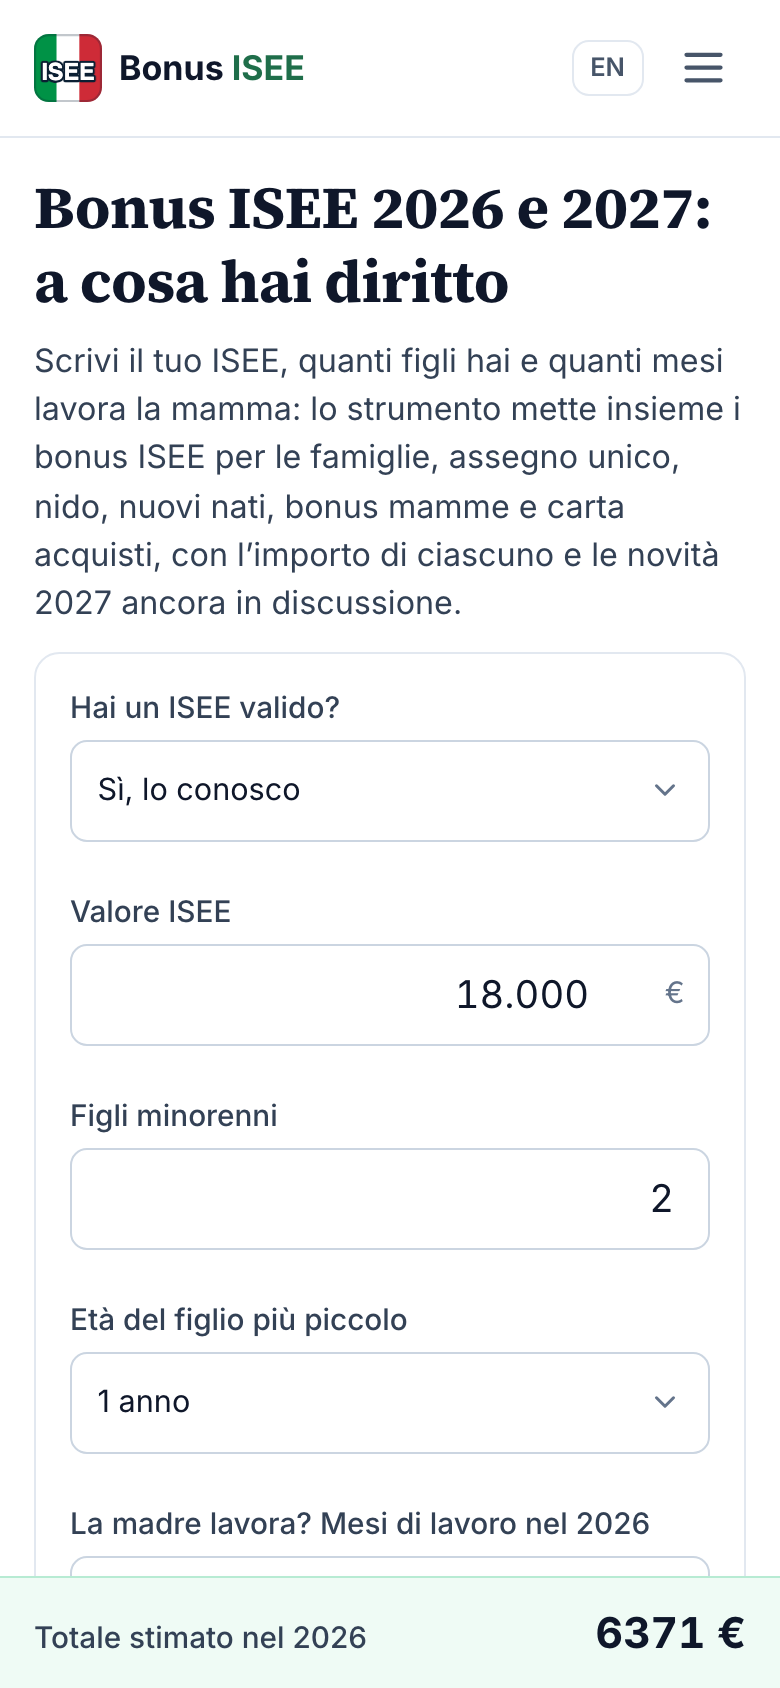 ISEE
Bonus ISEE
EN
Bonus ISEE 2026 e 2027:
a cosa hai diritto
Scrivi il tuo ISEE, quanti figli hai e quanti mesi
lavora la mamma: lo strumento mette insieme i
bonus ISEE per le famiglie, assegno unico,
nido, nuovi nati, bonus mamme e carta
acquisti, con l’importo di ciascuno e le novità
2027 ancora in discussione.
Hai un ISEE valido?
Sì, lo conosco
Valore ISEE
18.000 €
Figli minorenni
2
Età del figlio più piccolo
1 anno
La madre lavora? Mesi di lavoro nel 2026
Totale stimato nel 2026 6371 €